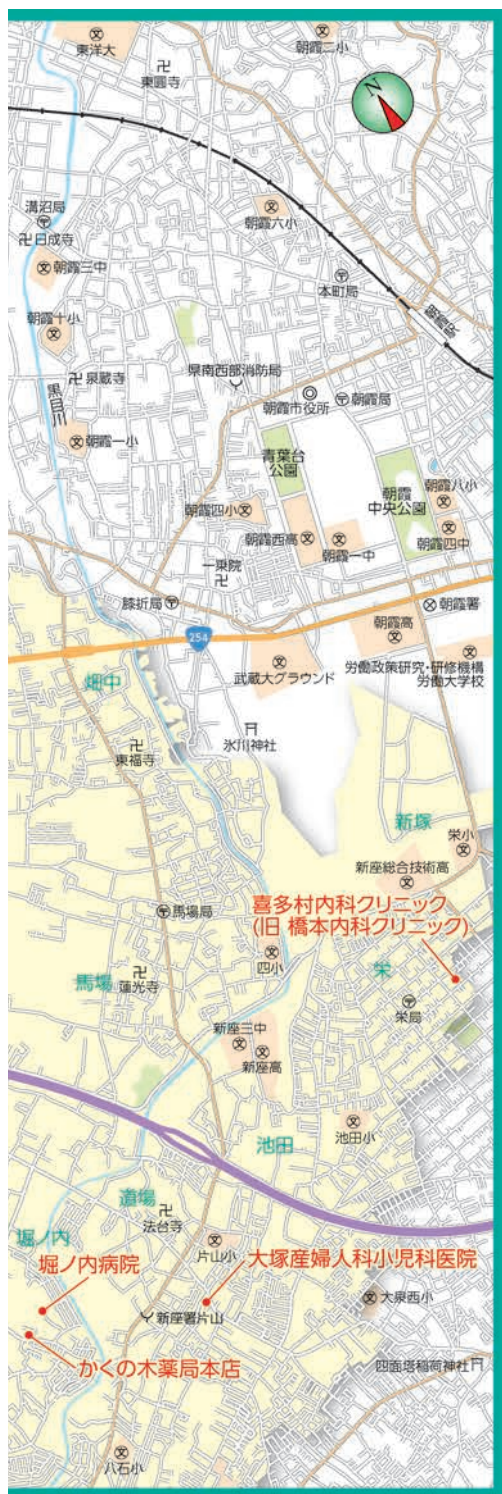 東洋大
朝霞二小
東圓寺
N
朝霞六小
溝沼局
日成寺
朝霞三中
本町局
朝霞駅
朝霞十小
県南西部消防局
泉蔵寺
朝霞市役所
朝霞局
黒目川
朝霞一小
青葉台
公園
朝霞
中央公園
朝霞八小
朝霞四小
朝霞西高
朝霞一中
朝霞四中
一乗院
膝折局
朝霞署
254
朝霞高
武蔵大グラウンド
労働政策研究・研修機構
労働大学校
畑中
東福寺
氷川神社
新塚
栄小
新座総合技術高
喜多村内科クリニック
(旧 橋本内科クリニック)
馬場局
四小
栄
馬場
蓮光寺
栄局
新座三中
新座高
池田小
池田
道場
法台寺
堀ノ内
片山小
堀ノ内病院
大塚産婦人科小児科医院
大泉西小
新座署片山
かくの木薬局本店
四面塔稲荷神社
八石小